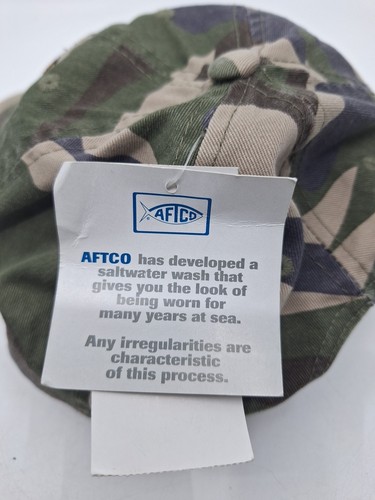 AFTCO
AFTCO has developed a
saltwater wash that
gives you the look of
being worn for
many years at sea.
Any irregularities are
characteristic
of this process.